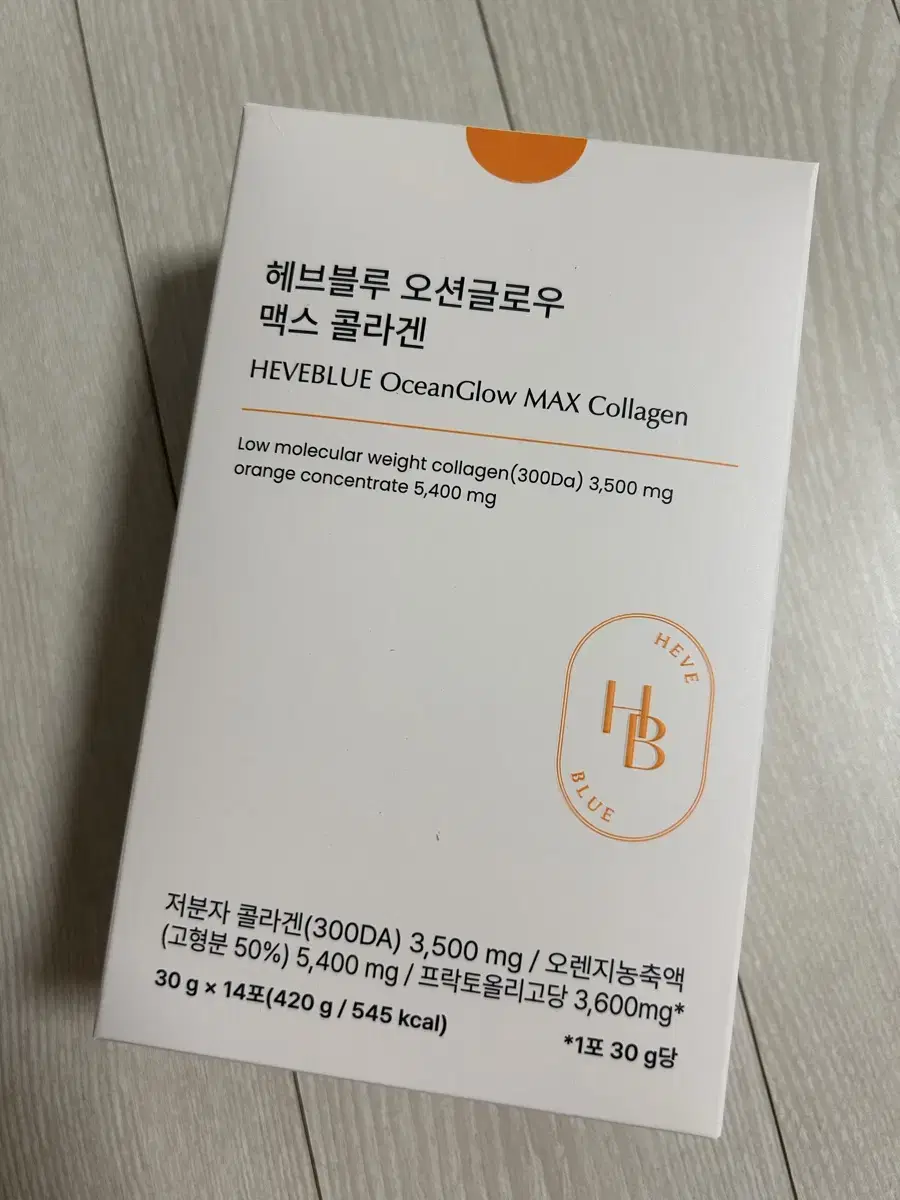 헤브블루 오션글로우
맥스 콜라겐
HEVEBLUE OceanGlow MAX Collagen
Low molecular weight collagen(300Da) 3,500 mg
orange concentrate 5,400 mg
HEVE
HB
BLUE
저분자 콜라겐(300DA) 3,500 mg / 오렌지농축액
(고형분 50%) 5,400 mg / 프락토올리고당 3,600mg*
30 g × 14포(420 g / 545 kcal)
*1포 30 g당